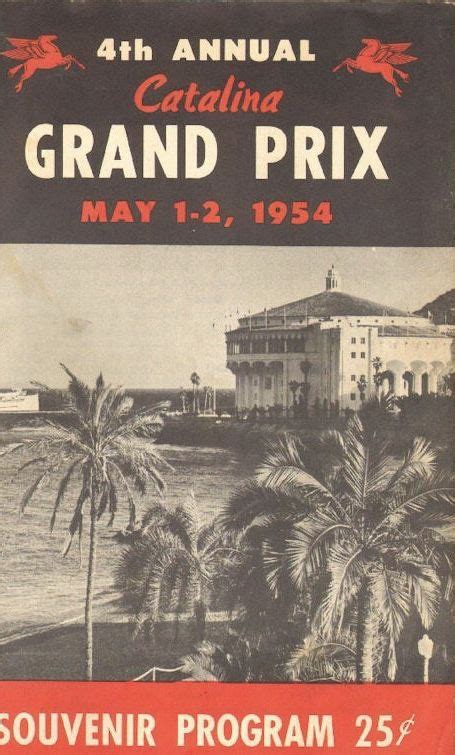 4th ANNUAL
Catalina
GRAND PRIX
MAY 1-2, 1954
SOUVENIR PROGRAM 25¢